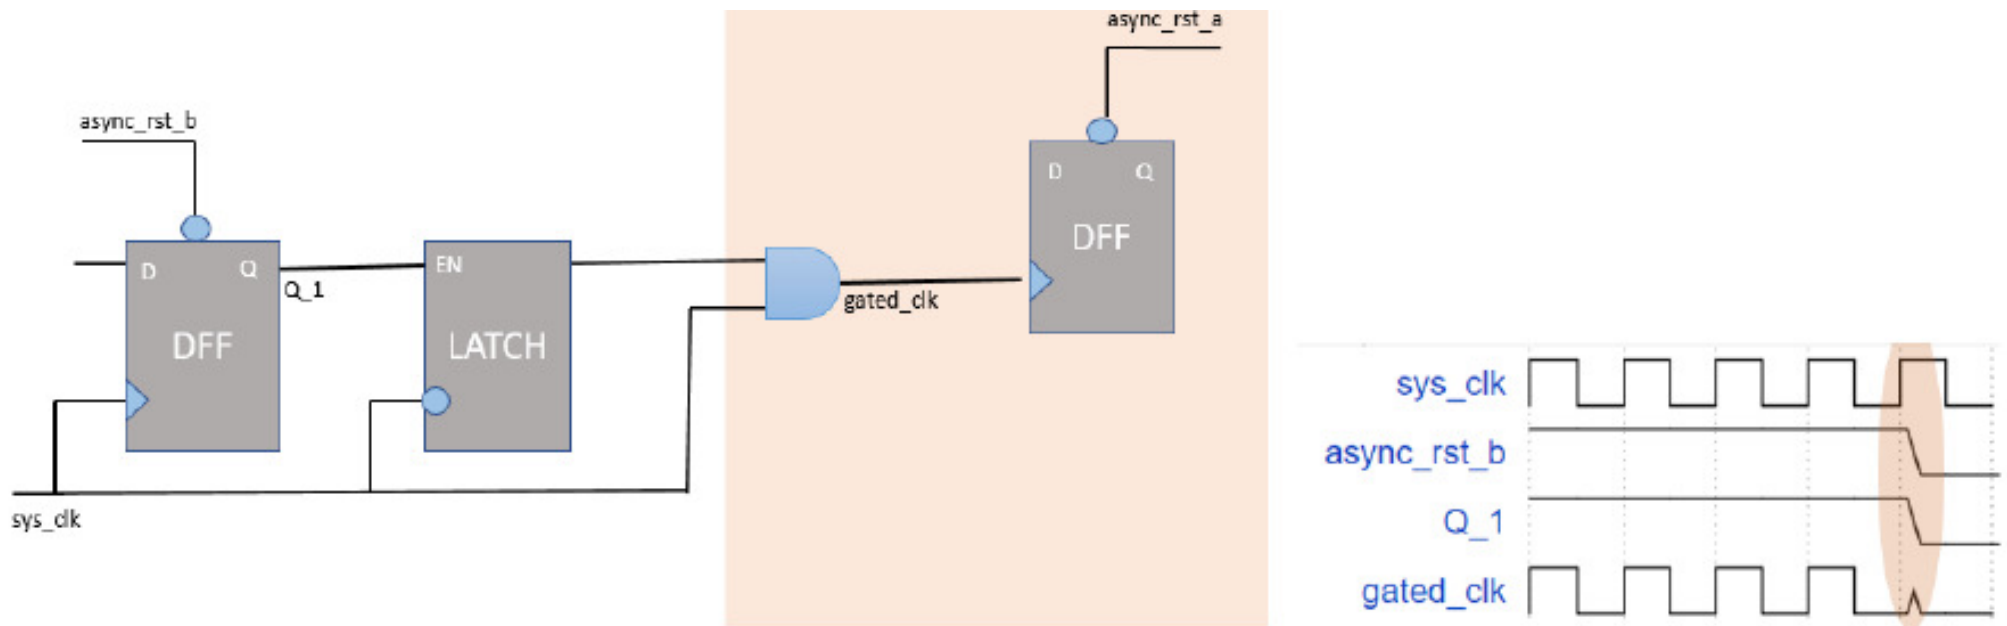 async_rst_a
async_rst_b
D Q
DFF
D Q
Q_1
DFF
EN
LATCH
gated_clk
sys_clk
sys_clk
async_rst_b
Q_1
gated_clk